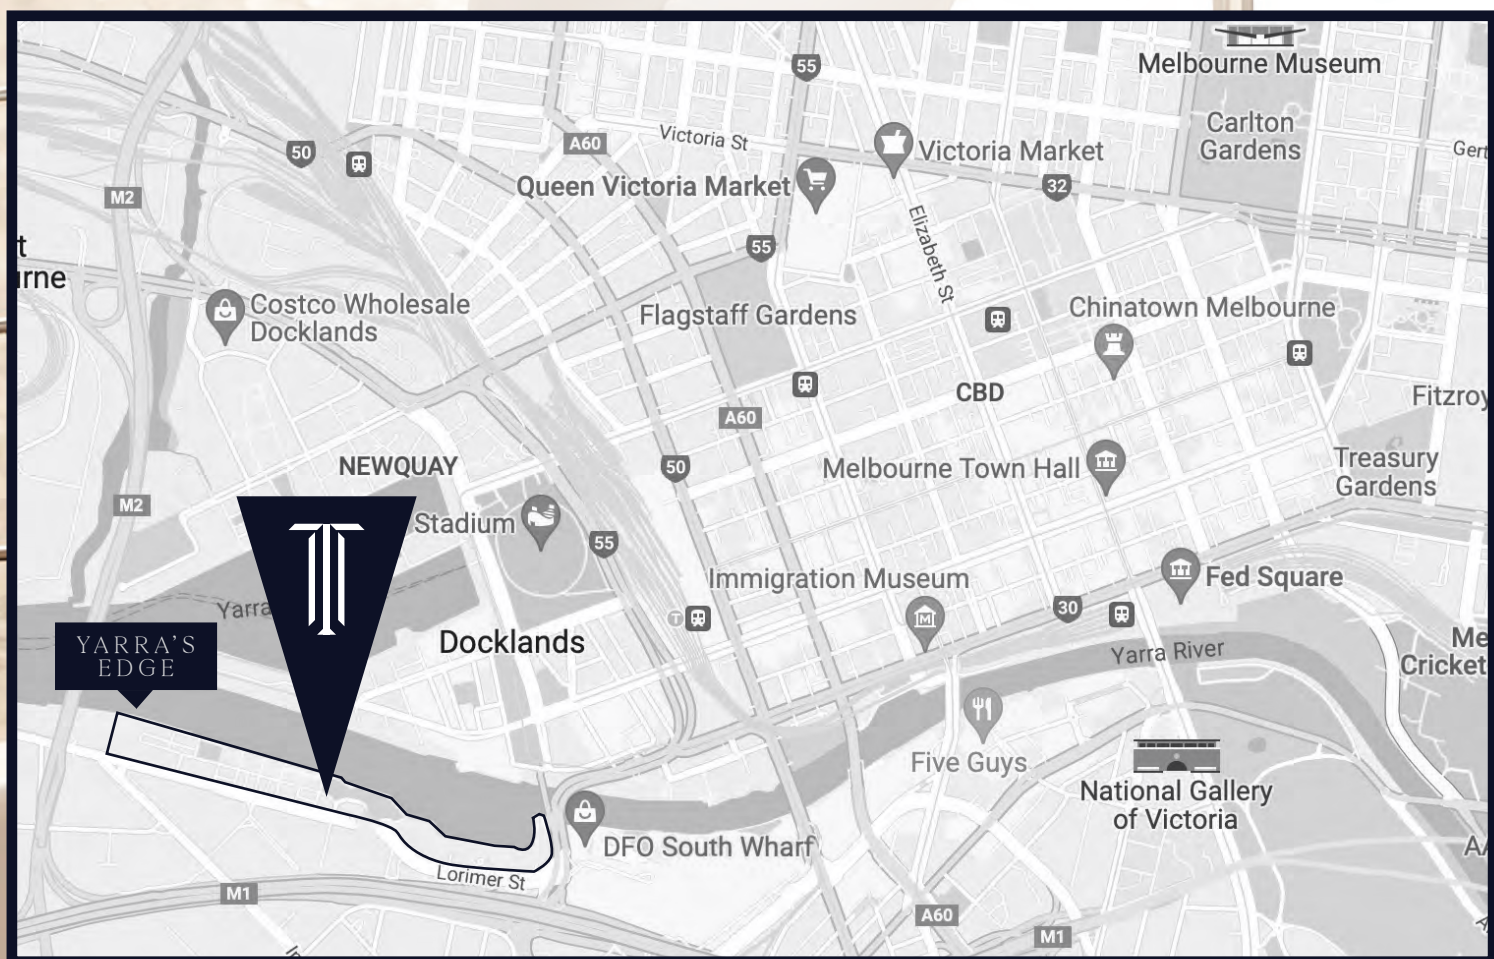 Melbourne Museum
55
Carlton
Gardens
A60
Victoria St
50
Victoria Market
Gert
Queen Victoria Market
32
M2
Elizabeth St
55
t
urne
Costco Wholesale
Docklands
Flagstaff Gardens
Chinatown Melbourne
CBD
Fitzroy
A60
NEWQUAY
50
Melbourne Town Hall
Treasury
Gardens
M2
Stadium
55
Immigration Museum
Fed Square
30
Yarra
T
Docklands
YARRA'S
EDGE
Yarra River
Me
Cricket
Five Guys
National Gallery
of Victoria
DFO South Wharf
Lorimer St
M1
A60
M1